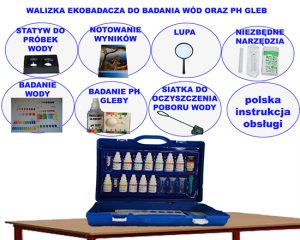 WALIZKA EKOBADACZA DO BADANIA WÓD ORAZ PH GLEB
STATYW DO
PRÓBEK
WODY
NOTOWANIE
WYNIKÓW
LUPA
NIEZBĘDNE
NARZĘDZIA
BADANIE
WODY
BADANIE PH
GLEBY
SIATKA DO
OCZYSZCZENIA
POBORU WODY
polska
instrukcja
obsługi